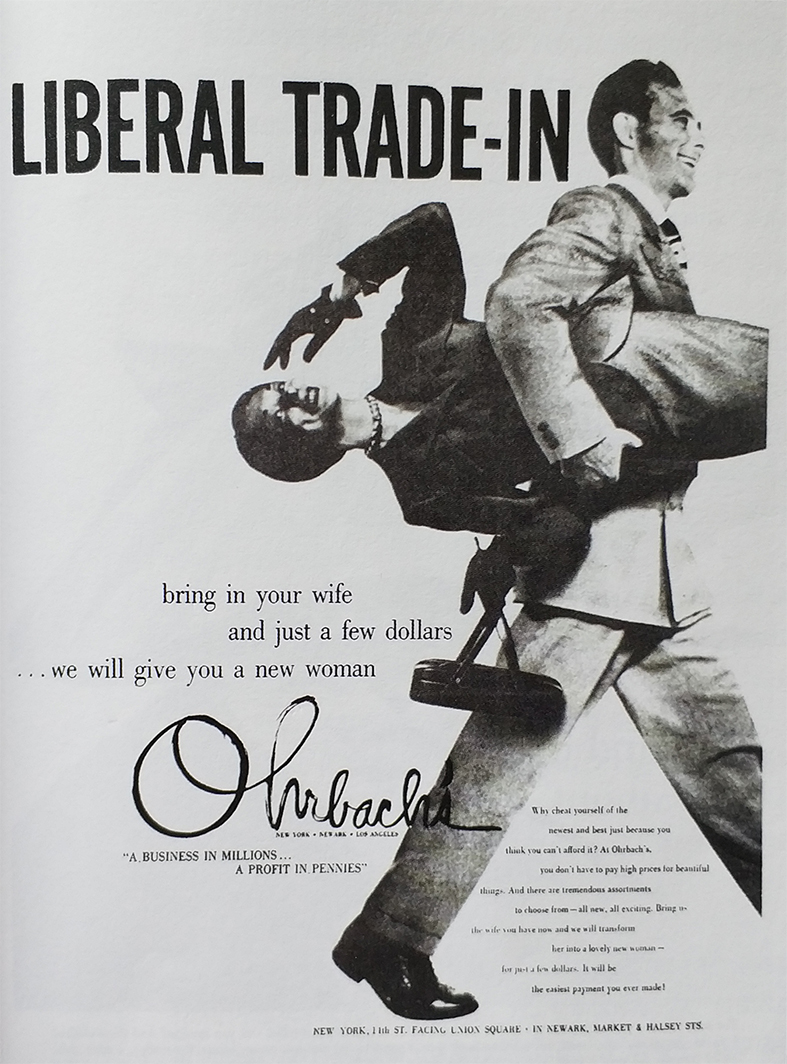 LIBERAL TRADE-IN
bring in your wife
and just a few dollars
...we will give you a new woman
Ohrbach's
NEW YORK • NEWARK • LOS ANGELES
"A BUSINESS IN MILLIONS...
A PROFIT IN PENNIES"
Why cheat yourself of the
newest and best just because you
think you can't afford it? At Ohrbach's,
you don't have to pay high prices for beautiful
things. And there are tremendous assortments
to choose from — all new, all exciting. Bring us
the wife you have now and we will transform
her into a lovely new woman —
for just a few dollars. It will be
the easiest payment you ever made!
NEW YORK, 14th ST. FACING UNION SQUARE • IN NEWARK, MARKET & HALSEY STS.